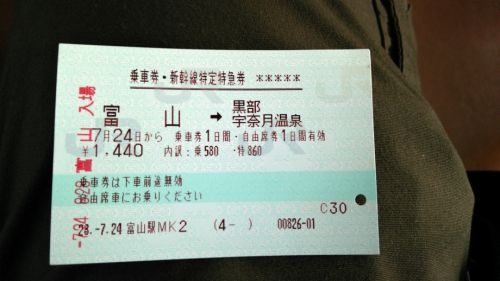 乗車券・新幹線特定特急券 *****
富山 → 黒部宇奈月温泉
7月24日から 乗車券1日間・自由席券1日間有効
¥1,440 内訳:乗580 ・特860
乗車券は下車前途無効
自由席車にお乗りください
C30
28.-7.24 富山駅MK2 (4- ) 00826-01
富山 入場